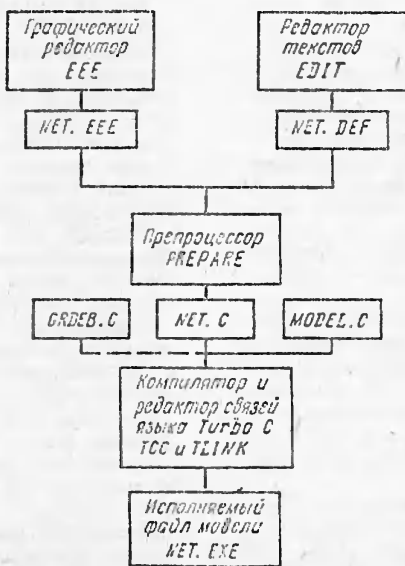 Графический
редактор
EEE
Редактор
текстов
EDIT
NET. EEE
NET. DEF
Препроцессор
PREPARE
GRDEB.C
NET. C
MODEL.C
Компилятор и
редактор связей
языка Turbo C
TCC и TLINK
Исполняемый
файл модели
NET. EXE